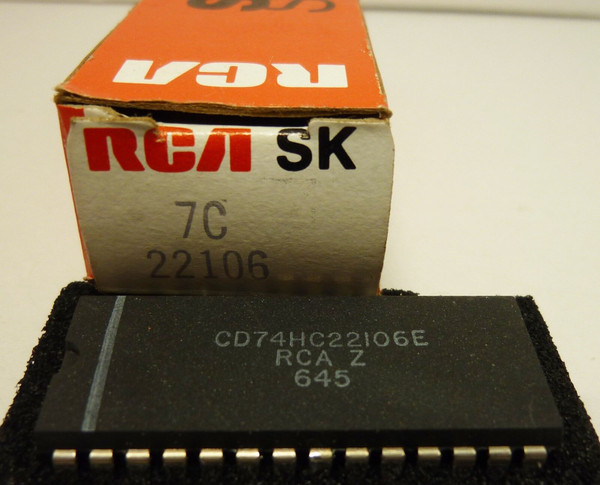 RCA
RCA SK
7C
22106
CD74HC22106E
RCA Z
645